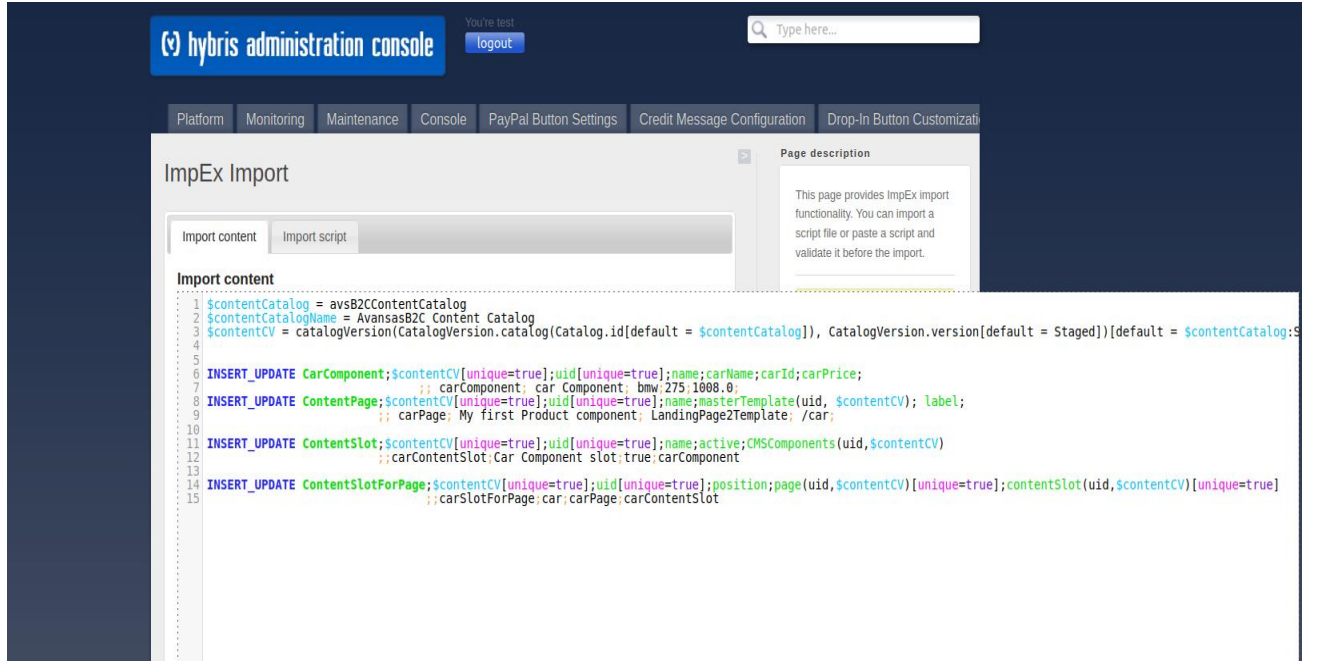 You're test
(y) hybris administration console
logout
Type here...
Platform Monitoring Maintenance Console PayPal Button Settings Credit Message Configuration Drop-In Button Customizati
ImpEx Import
>
Page description
This page provides ImpEx import
functionality. You can import a
script file or paste a script and
validate it before the import.
Import content Import script
Import content
1 $contentCatalog = avsB2CContentCatalog
2 $contentCatalogName = AvansasB2C Content Catalog
3 $contentCV = catalogVersion(CatalogVersion.catalog(Catalog.id[default = $contentCatalog]), CatalogVersion.version[default = Staged])[default = $contentCatalog:S
4
5
6 INSERT_UPDATE CarComponent;$contentCV[unique=true];uid[unique=true];name;carName;carId;carPrice;
7 ;; carComponent; car Component; bmw;275;1008.0;
8 INSERT_UPDATE ContentPage;$contentCV[unique=true];uid[unique=true];name;masterTemplate(uid, $contentCV); label;
9 ;; carPage; My first Product component; LandingPage2Template; /car;
10
11 INSERT_UPDATE ContentSlot;$contentCV[unique=true];uid[unique=true];name;active;CMSComponents(uid,$contentCV)
12 ;;carContentSlot;Car Component slot;true;carComponent
13
14 INSERT_UPDATE ContentSlotForPage;$contentCV[unique=true];uid[unique=true];position;page(uid,$contentCV)[unique=true];contentSlot(uid,$contentCV)[unique=true]
15 ;;carSlotForPage;car;carPage;carContentSlot